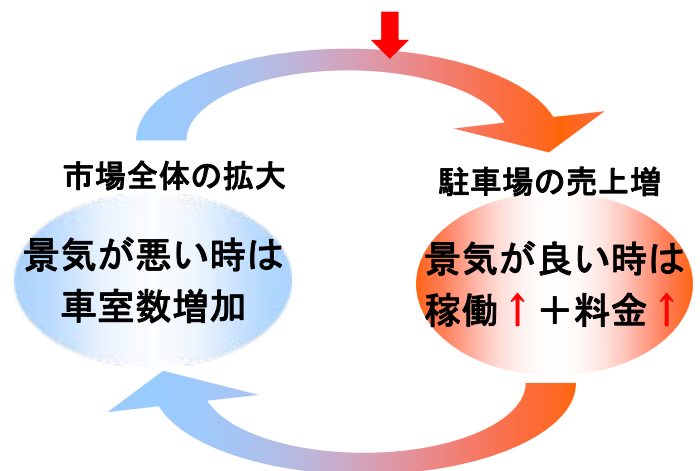 市場全体の拡大
景気が悪い時は
車室数増加
駐車場の売上増
景気が良い時は
稼働↑＋料金↑